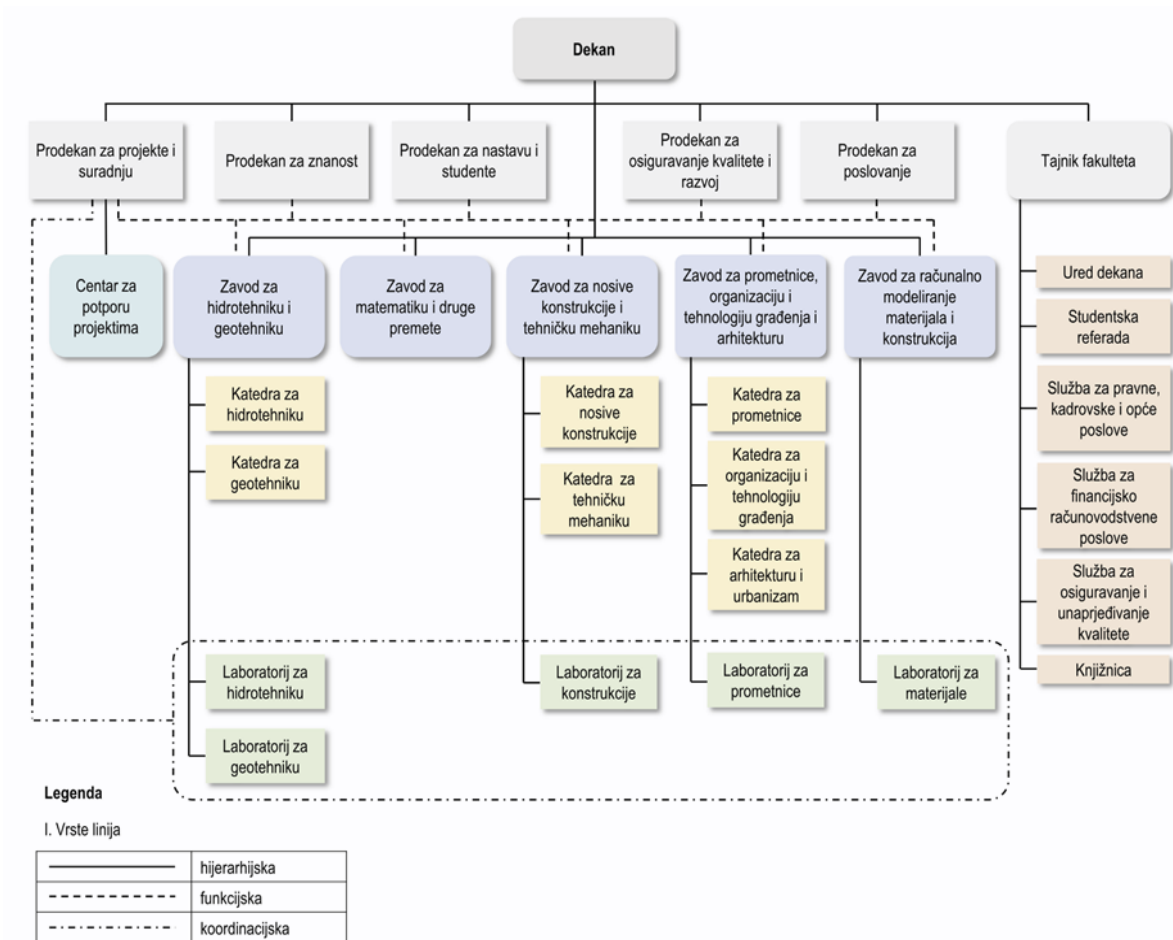 Dekan
Prodekan za projekte i
suradnju
Prodekan za znanost
Prodekan za nastavu i
studente
Prodekan za
osiguravanje kvalitete i
razvoj
Prodekan za
poslovanje
Tajnik fakulteta
Centar za
potporu
projektima
Zavod za
hidrotehniku i
geotehniku
Zavod za
matematiku i druge
premete
Zavod za nosive
konstrukcije i
tehničku mehaniku
Zavod za prometnice,
organizaciju i
tehnologiju građenja i
arhitekturu
Zavod za računalno
modeliranje
materijala i
konstrukcija
Ured dekana
Studentska
referada
Služba za pravne,
kadrovske i opće
poslove
Služba za
financijsko
računovodstvene
poslove
Služba za
osiguravanje i
unaprjeđivanje
kvalitete
Knjižnica
Katedra za
hidrotehniku
Katedra za
geotehniku
Katedra za
nosive
konstrukcije
Katedra  za
tehničku
mehaniku
Katedra za
prometnice
Katedra za
organizaciju i
tehnologiju
građenja
Katedra za
arhitekturu i
urbanizam
Laboratorij za
hidrotehniku
Laboratorij za
konstrukcije
Laboratorij za
prometnice
Laboratorij za
materijale
Laboratorij za
geotehniku
Legenda
I. Vrste linija
hijerarhijska
funkcijska
koordinacijska